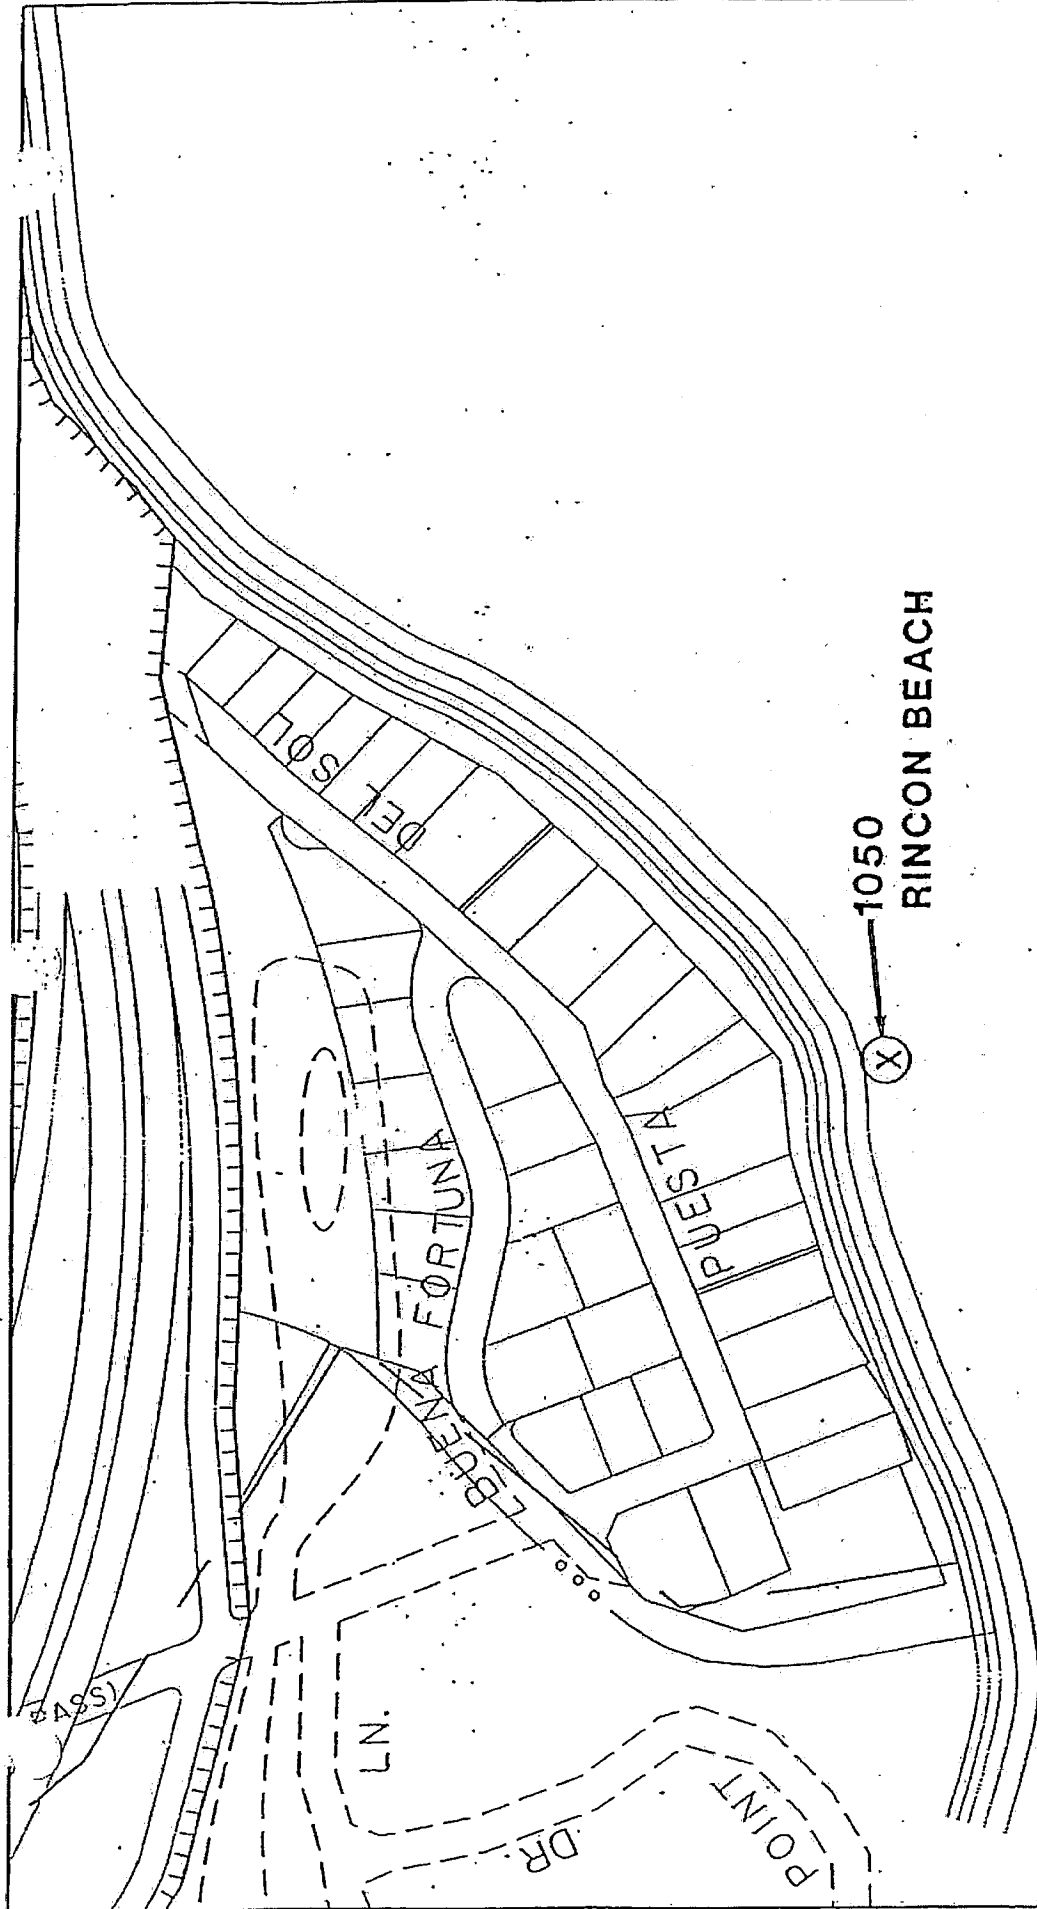 PASS)
DEL SOL
BUENA FORTUNA
PUESTA
1050
RINCON BEACH
X
LN.
DR.
POINT